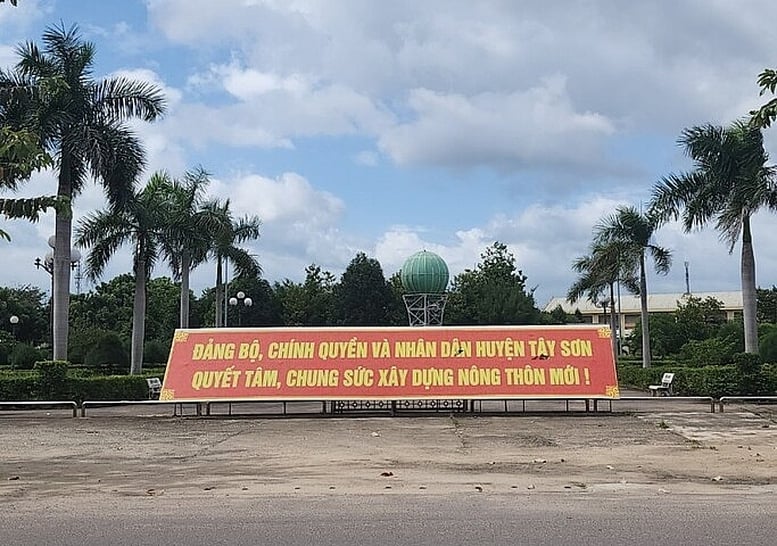 ĐẢNG BỘ, CHÍNH QUYỀN VÀ NHÂN DÂN HUYỆN TÂY SƠN
QUYẾT TÂM, CHUNG SỨC XÂY DỰNG NÔNG THÔN MỚI !